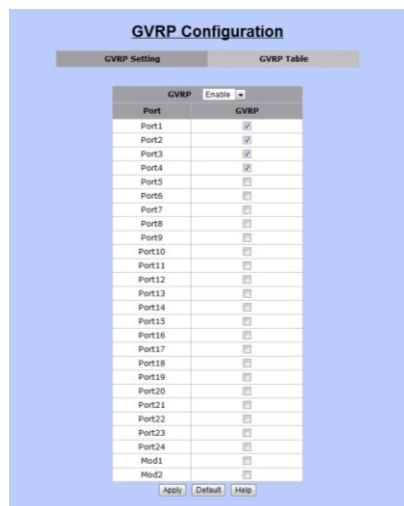 GVRP Configuration
GVRP Setting GVRP Table
GVRP Enable
Port GVRP
Port1
Port2
Port3
Port4
Port5
Port6
Port7
Port8
Port9
Port10
Port11
Port12
Port13
Port14
Port15
Port16
Port17
Port18
Port19
Port20
Port21
Port22
Port23
Port24
Mod1
Mod2
Apply Default Help